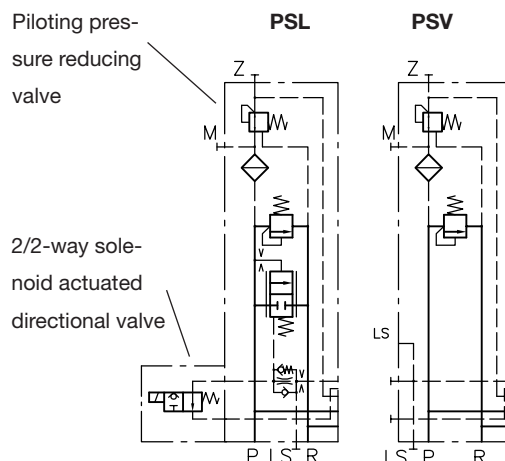 Piloting pres-
sure reducing
valve
PSL
PSV
Z
Z
M
M
2/2-way sole-
noid actuated
directional valve
LS
P LS R
LS P R